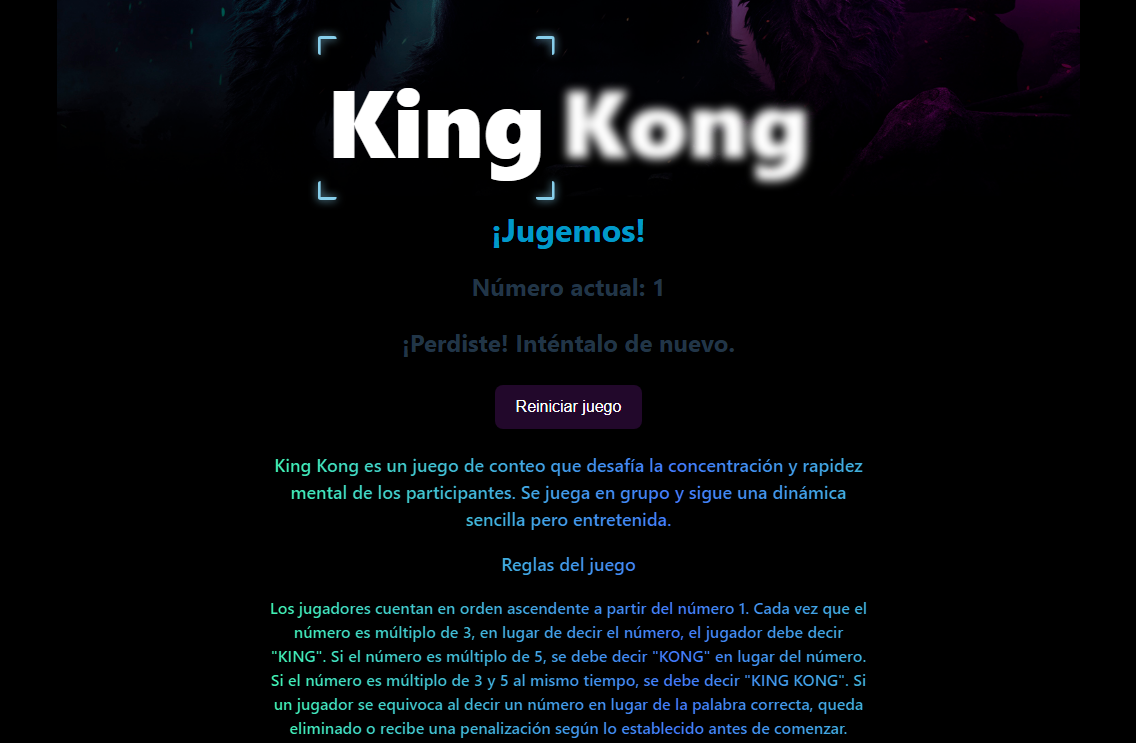 King Kong
¡Jugemos!
Número actual: 1
¡Perdiste! Inténtalo de nuevo.
Reiniciar juego
King Kong es un juego de conteo que desafía la concentración y rapidez
mental de los participantes. Se juega en grupo y sigue una dinámica
sencilla pero entretenida.
Reglas del juego
Los jugadores cuentan en orden ascendente a partir del número 1. Cada vez que el
número es múltiplo de 3, en lugar de decir el número, el jugador debe decir
"KING". Si el número es múltiplo de 5, se debe decir "KONG" en lugar del número.
Si el número es múltiplo de 3 y 5 al mismo tiempo, se debe decir "KING KONG". Si
un jugador se equivoca al decir un número en lugar de la palabra correcta, queda
eliminado o recibe una penalización según lo establecido antes de comenzar.